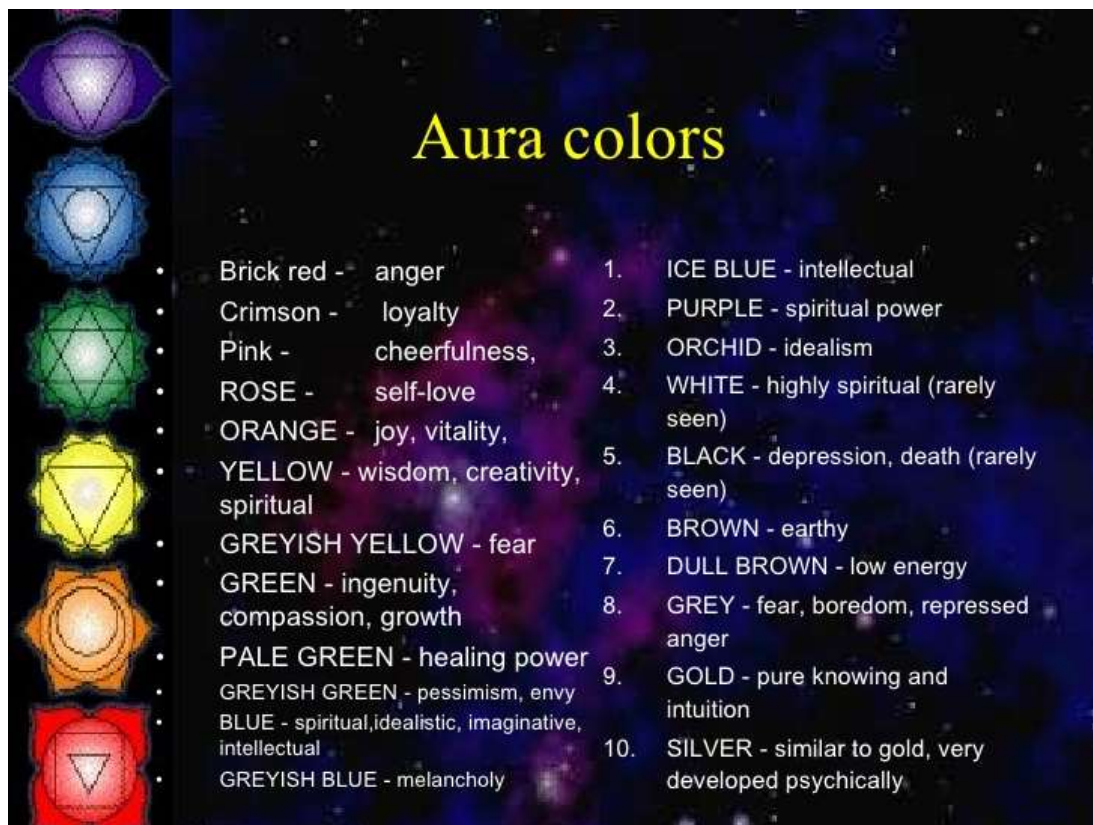 Aura colors
• Brick red - anger
• Crimson - loyalty
• Pink - cheerfulness,
• ROSE - self-love
• ORANGE - joy, vitality,
• YELLOW - wisdom, creativity,
spiritual
• GREYISH YELLOW - fear
• GREEN - ingenuity,
compassion, growth
• PALE GREEN - healing power
• GREYISH GREEN - pessimism, envy
• BLUE - spiritual,idealistic, imaginative,
intellectual
• GREYISH BLUE - melancholy
1. ICE BLUE - intellectual
2. PURPLE - spiritual power
3. ORCHID - idealism
4. WHITE - highly spiritual (rarely
seen)
5. BLACK - depression, death (rarely
seen)
6. BROWN - earthy
7. DULL BROWN - low energy
8. GREY - fear, boredom, repressed
anger
9. GOLD - pure knowing and
intuition
10. SILVER - similar to gold, very
developed psychically